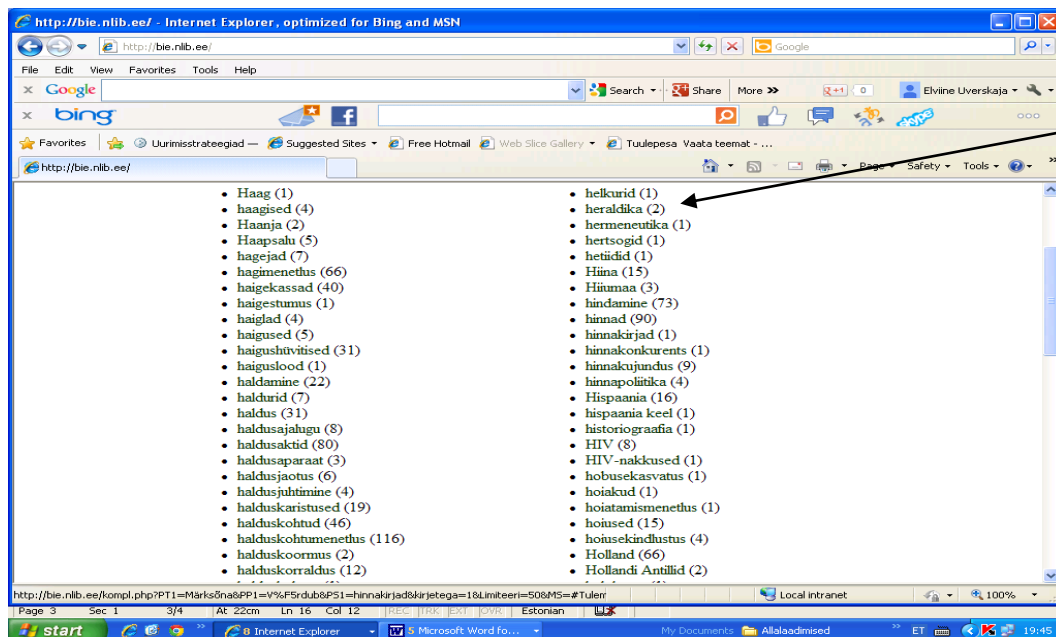 http://bie.nlib.ee/ - Internet Explorer, optimized for Bing and MSN
http://bie.nlib.ee/
Google
File Edit View Favorites Tools Help
x Google Search Share More >> +1 0 Elviine Uverskaja
x bing
Favorites Uurimisstrateegiad — Suggested Sites Free Hotmail Web Slice Gallery Tuulepesa Vaata teemat - ...
http://bie.nlib.ee/ Page Safety Tools
• Haag (1)
• haagised (4)
• Haanja (2)
• Haapsalu (5)
• hagejad (7)
• hagimenetlus (66)
• haigekassad (40)
• haigestumus (1)
• haiglad (4)
• haigused (5)
• haigushüvitised (31)
• haiguslood (1)
• haldamine (22)
• haldurid (7)
• haldus (31)
• haldusajalugu (8)
• haldusaktid (80)
• haldusaparaat (3)
• haldusjaotus (6)
• haldusjuhtimine (4)
• halduskaristused (19)
• halduskohtud (46)
• halduskohtumenetlus (116)
• halduskoormus (2)
• halduskorraldus (12)
• helkurid (1)
• heraldika (2)
• hermeneutika (1)
• hertsogid (1)
• hetiidid (1)
• Hiina (15)
• Hiiumaa (3)
• hindamine (73)
• hinnad (90)
• hinnakirjad (1)
• hinnakonkurents (1)
• hinnakujundus (9)
• hinnapoliitika (4)
• Hispaania (16)
• hispaania keel (1)
• historiograafia (1)
• HIV (8)
• HIV-nakkused (1)
• hobusekasvatus (1)
• hoiakud (1)
• hoiatamismenetlus (1)
• hoiused (15)
• hoiusekindlustus (4)
• Holland (66)
• Hollandi Antillid (2)
http://bie.nlib.ee/kompl.php?PT1=Märksõna&PP1=V%F5rdub&PS1=hinnakirjad&kirjetega=1&Limiteeri=50&MS=#Tulem Local intranet 100%
Page 3 Sec 1 3/4 At 22cm Ln 16 Col 12 REC TRK EXT OVR Estonian
start 8 Internet Explorer 5 Microsoft Word fo... My Documents Allalaadimised ET 19:45